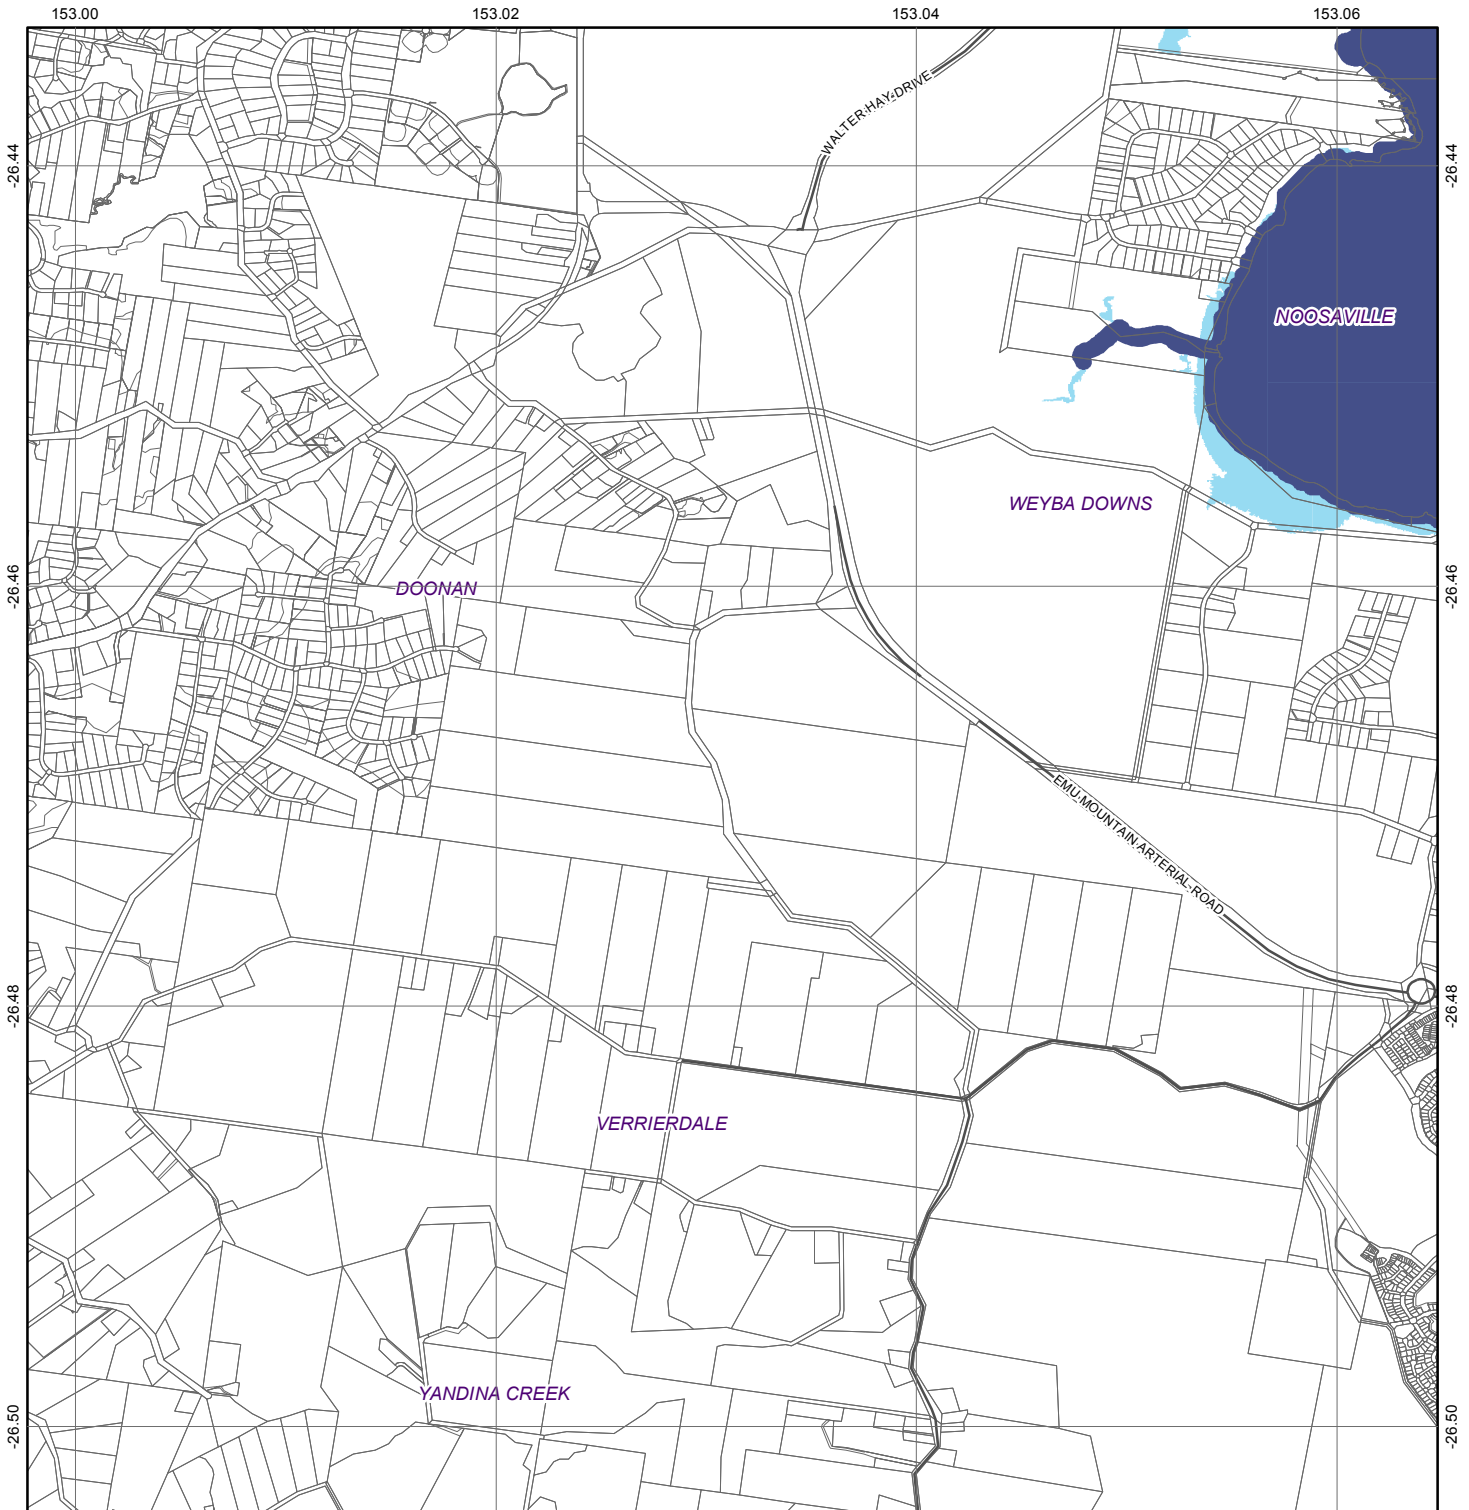 153.00 153.02 153.04 153.06
WALTER HAY DRIVE
-26.44 -26.44
NOOSAVILLE
WEYBA DOWNS
-26.46 -26.46
DOONAN
EMU MOUNTAIN ARTERIAL ROAD
-26.48 -26.48
VERRIERDALE
YANDINA CREEK
-26.50 -26.50